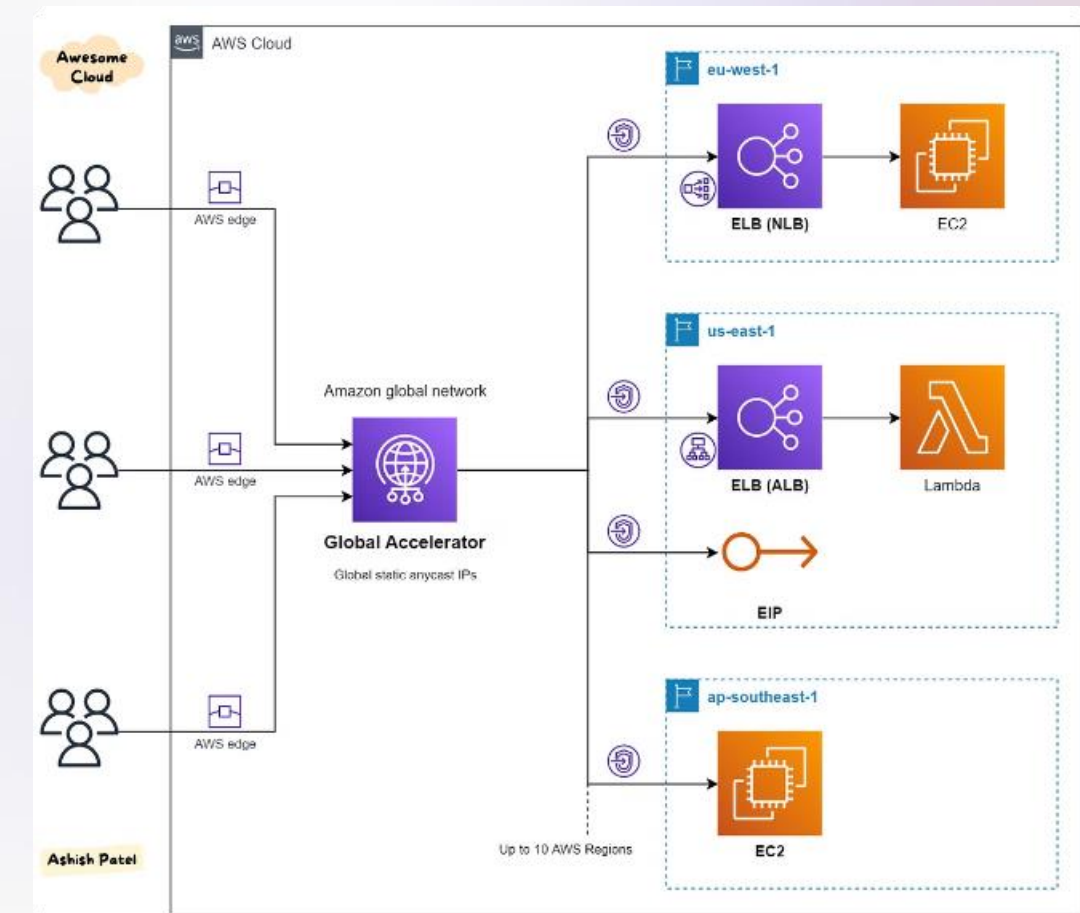 Awesome
Cloud
aws
AWS Cloud
eu-west-1
ELB (NLB)
EC2
AWS edge
us-east-1
Amazon global network
AWS edge
ELB (ALB)
Lambda
Global Accelerator
Global static anycast IPs
EIP
ap-southeast-1
AWS edge
Up to 10 AWS Regions
EC2
Ashish Patel